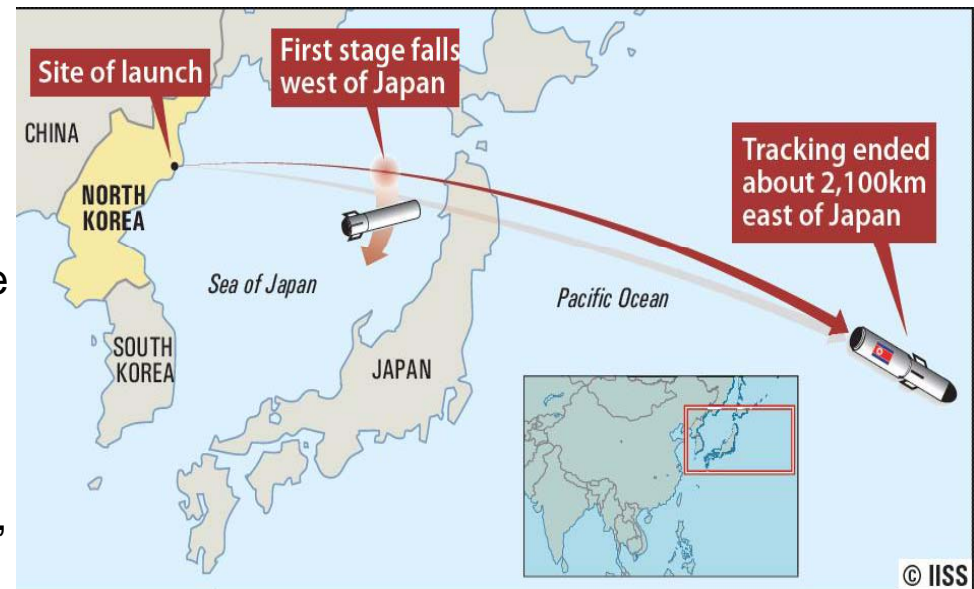 Site of launch
First stage falls
west of Japan
CHINA
NORTH
KOREA
Tracking ended
about 2,100km
east of Japan
e
Sea of Japan
Pacific Ocean
SOUTH
KOREA
JAPAN
,
© IISS